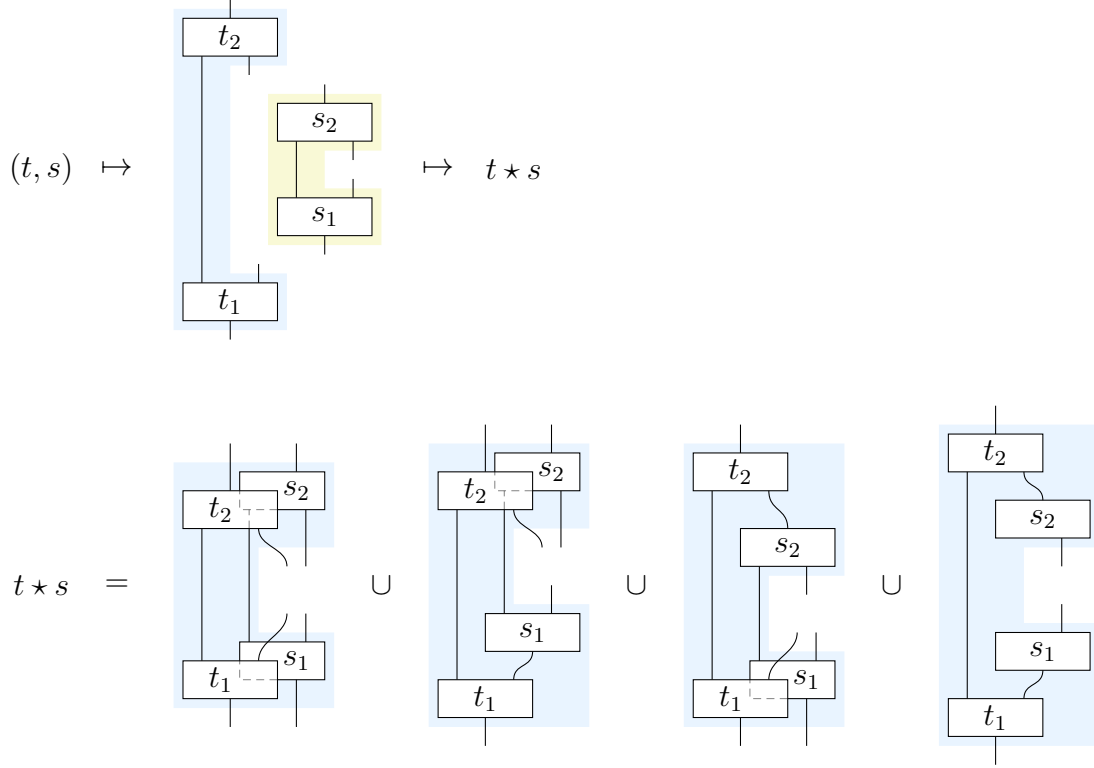 t₂
s₂
(t, s) ↦ ↦ t ⋆ s
s₁
t₁
t₂ s₂ t₂ s₂ t₂ s₂ t₂ s₂
t ⋆ s = ∪ ∪ ∪
t₁ s₁ t₁ s₁ t₁ s₁ t₁ s₁